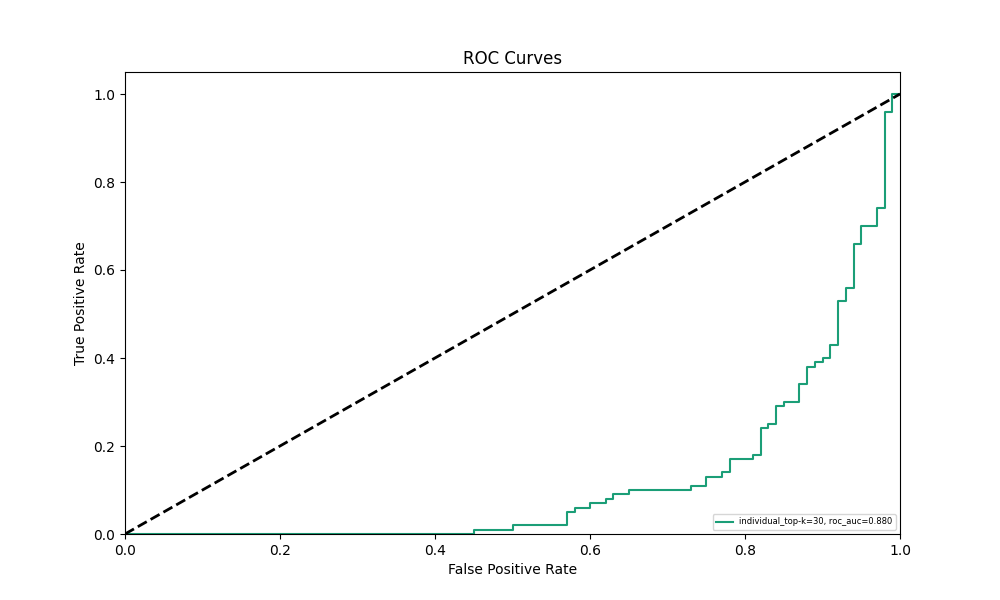 ROC Curves
True Positive Rate
1.0
0.8
0.6
0.4
0.2
0.0
individual_top-k=30, roc_auc=0.880
0.0 0.2 0.4 0.6 0.8 1.0
False Positive Rate